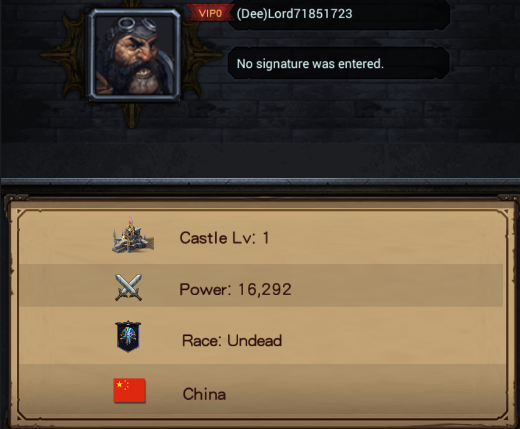 VIP0 (Dee)Lord71851723
No signature was entered.
Castle Lv: 1
Power: 16,292
Race: Undead
China